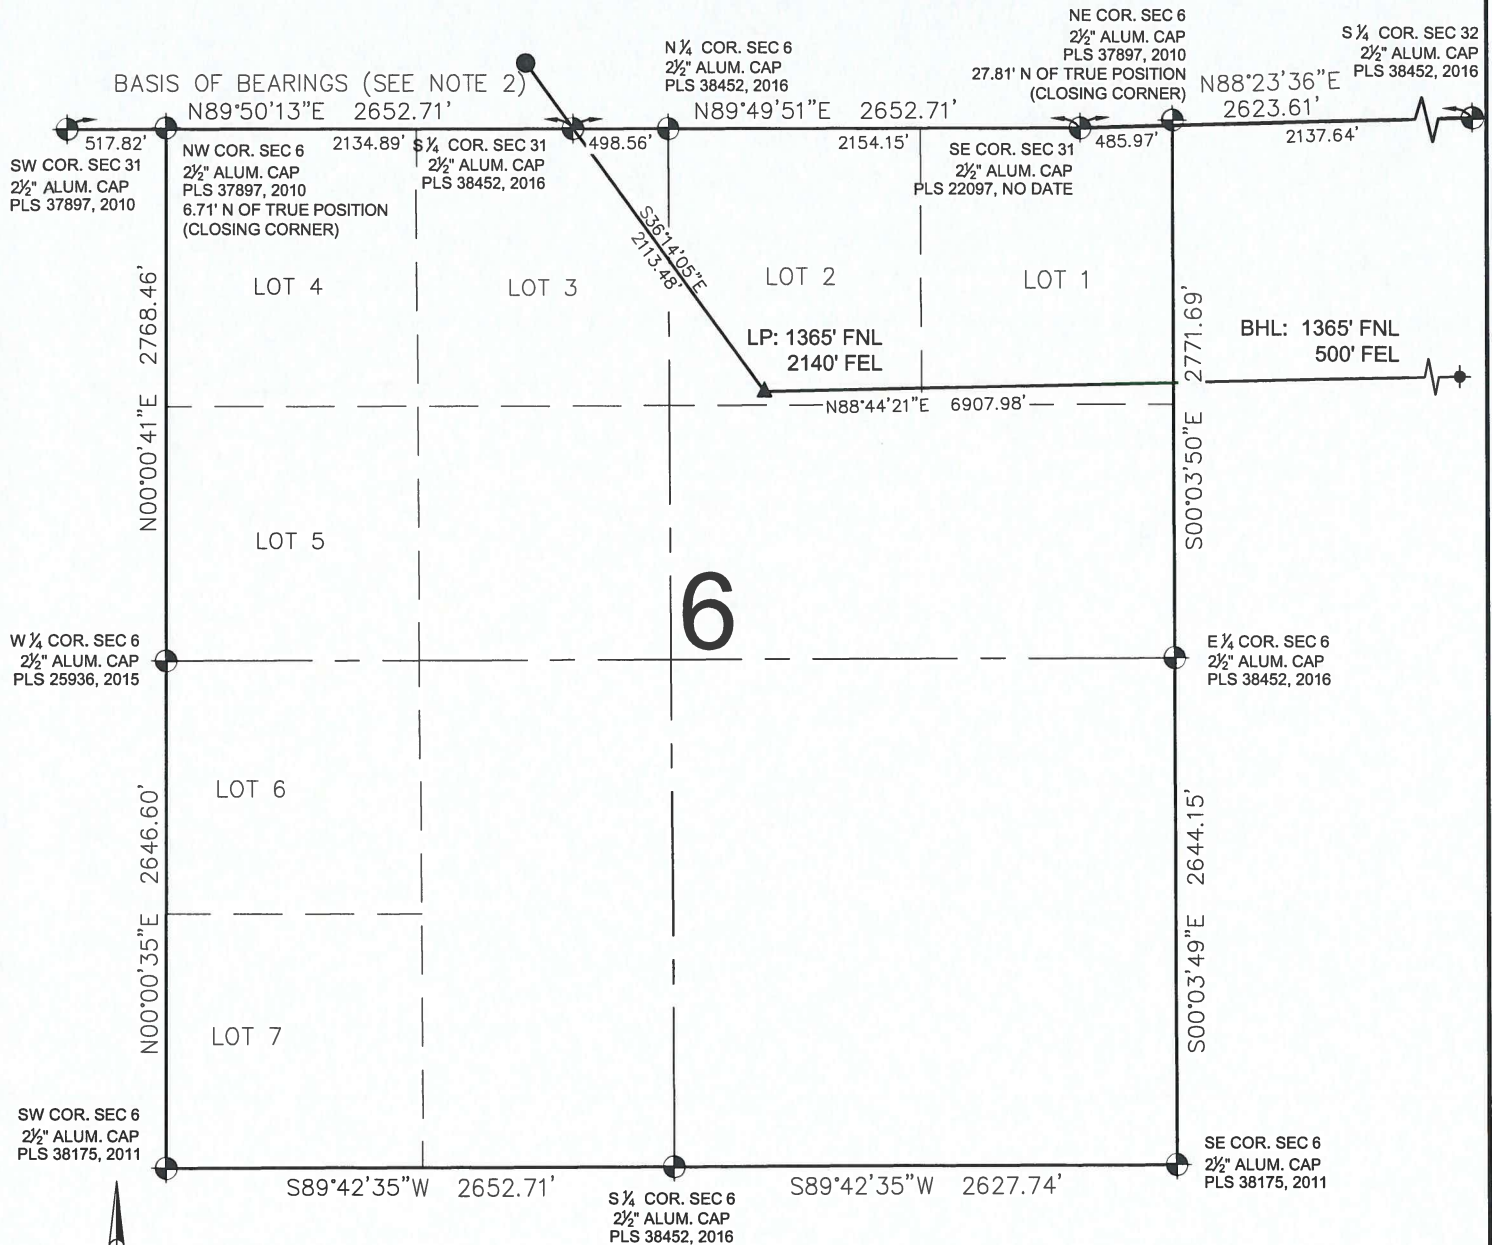 BASIS OF BEARINGS (SEE NOTE 2)
N89°50'13"E 2652.71'
N ¼ COR. SEC 6
2½" ALUM. CAP
PLS 38452, 2016
N89°49'51"E 2652.71'
NE COR. SEC 6
2½" ALUM. CAP
PLS 37897, 2010
27.81' N OF TRUE POSITION
(CLOSING CORNER)
S ¼ COR. SEC 32
2½" ALUM. CAP
PLS 38452, 2016
N88°23'36"E
2623.61'
517.82'
SW COR. SEC 31
2½" ALUM. CAP
PLS 37897, 2010
NW COR. SEC 6
2½" ALUM. CAP
PLS 37897, 2010
6.71' N OF TRUE POSITION
(CLOSING CORNER)
2134.89'
S ¼ COR. SEC 31
2½" ALUM. CAP
PLS 38452, 2016
498.56'
2154.15'
SE COR. SEC 31
2½" ALUM. CAP
PLS 22097, NO DATE
485.97'
2137.64'
S36°14'05"E
2113.48'
LOT 4
LOT 3
LOT 2
LOT 1
LP: 1365' FNL
2140' FEL
BHL: 1365' FNL
500' FEL
N88°44'21"E 6907.98'
N00°00'41"E 2768.46'
S00°03'50"E 2771.69'
LOT 5
6
W ¼ COR. SEC 6
2½" ALUM. CAP
PLS 25936, 2015
E ¼ COR. SEC 6
2½" ALUM. CAP
PLS 38452, 2016
LOT 6
N00°00'35"E 2646.60'
S00°03'49"E 2644.15'
LOT 7
SW COR. SEC 6
2½" ALUM. CAP
PLS 38175, 2011
SE COR. SEC 6
2½" ALUM. CAP
PLS 38175, 2011
S89°42'35"W 2652.71'
S ¼ COR. SEC 6
2½" ALUM. CAP
PLS 38452, 2016
S89°42'35"W 2627.74'